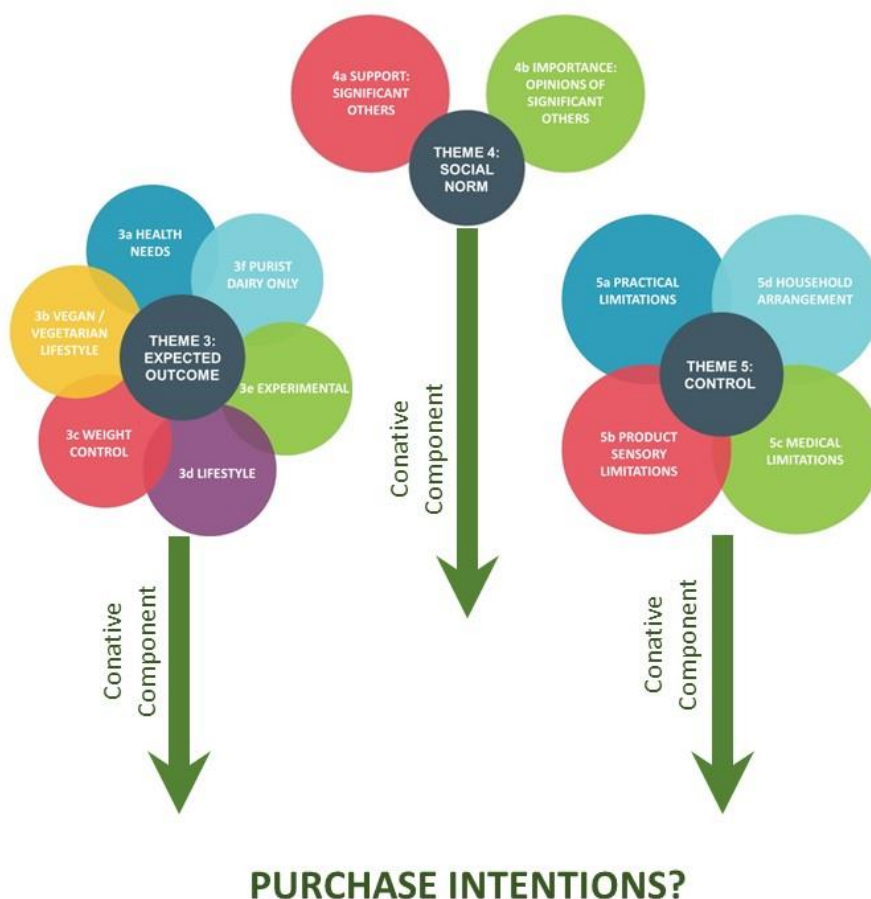 4a SUPPORT:
SIGNIFICANT
OTHERS
4b IMPORTANCE:
OPINIONS OF
SIGNIFICANT
OTHERS
THEME 4:
SOCIAL
NORM
3a HEALTH
NEEDS
3f PURIST
DAIRY ONLY
3b VEGAN /
VEGETARIAN
LIFESTYLE
THEME 3:
EXPECTED
OUTCOME
3e EXPERIMENTAL
3c WEIGHT
CONTROL
3d LIFESTYLE
5a PRACTICAL
LIMITATIONS
5d HOUSEHOLD
ARRANGEMENT
THEME 5:
CONTROL
5b PRODUCT
SENSORY
LIMITATIONS
5c MEDICAL
LIMITATIONS
Conative
Component
Conative
Component
Conative
Component
PURCHASE INTENTIONS?